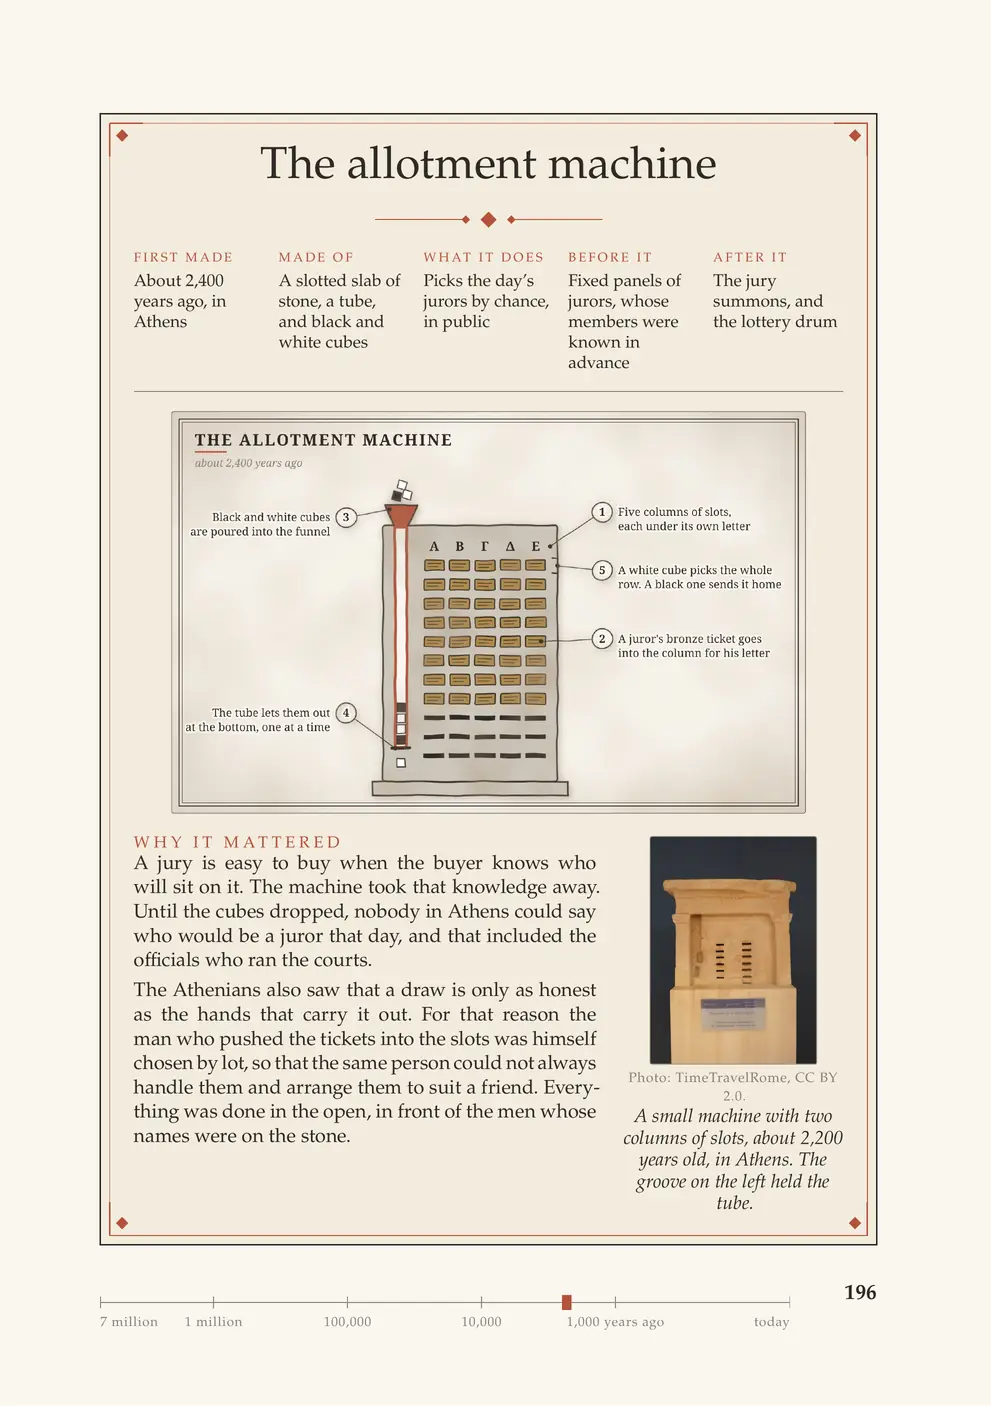 The allotment machine
FIRST MADE
About 2,400
years ago, in
Athens
MADE OF
A slotted slab of
stone, a tube,
and black and
white cubes
WHAT IT DOES
Picks the day's
jurors by chance,
in public
BEFORE IT
Fixed panels of
jurors, whose
members were
known in
advance
AFTER IT
The jury
summons, and
the lottery drum
THE ALLOTMENT MACHINE
about 2,400 years ago
Black and white cubes
are poured into the funnel
3
1
Five columns of slots,
each under its own letter
Α Β Γ Δ Ε
5
A white cube picks the whole
row. A black one sends it home
2
A juror's bronze ticket goes
into the column for his letter
The tube lets them out
at the bottom, one at a time
4
WHY IT MATTERED
A jury is easy to buy when the buyer knows who
will sit on it. The machine took that knowledge away.
Until the cubes dropped, nobody in Athens could say
who would be a juror that day, and that included the
officials who ran the courts.
The Athenians also saw that a draw is only as honest
as the hands that carry it out. For that reason the
man who pushed the tickets into the slots was himself
chosen by lot, so that the same person could not always
handle them and arrange them to suit a friend. Every-
thing was done in the open, in front of the men whose
names were on the stone.
Photo: TimeTravelRome, CC BY
2.0.
A small machine with two
columns of slots, about 2,200
years old, in Athens. The
groove on the left held the
tube.
196
7 million
1 million
100,000
10,000
1,000 years ago
today